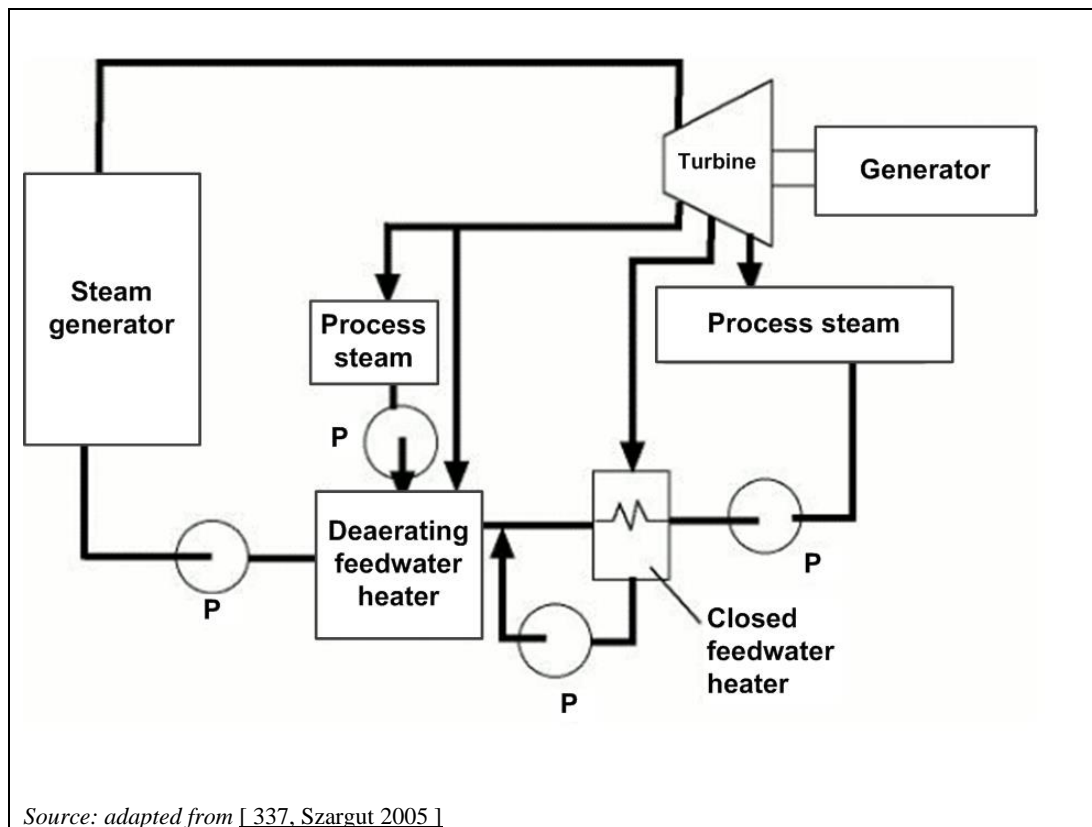 Turbine
Generator
Steam
generator
Process
steam
Process steam
P
Deaerating
feedwater
heater
P
P
P
Closed
feedwater
heater
Source: adapted from [ 337, Szargut 2005 ]